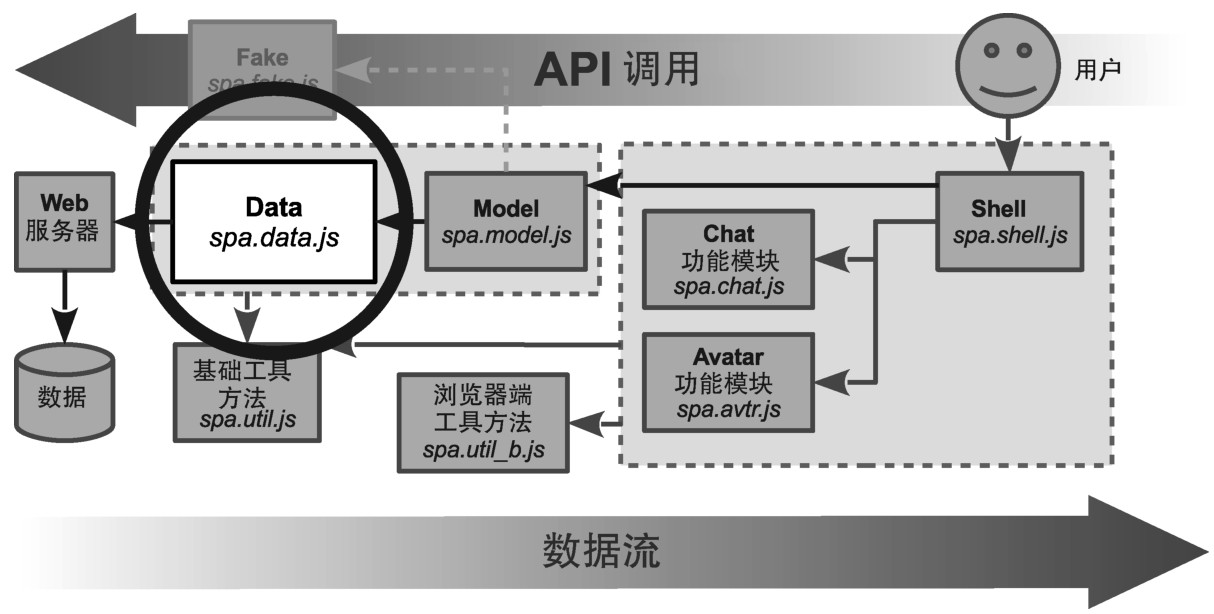 Fake
spa.fake.js
API 调用
用户
Web
服务器
Data
spa.data.js
Model
spa.model.js
Shell
spa.shell.js
Chat
功能模块
spa.chat.js
Avatar
功能模块
spa.avtr.js
数据
基础工具
方法
spa.util.js
浏览器端
工具方法
spa.util_b.js
数据流